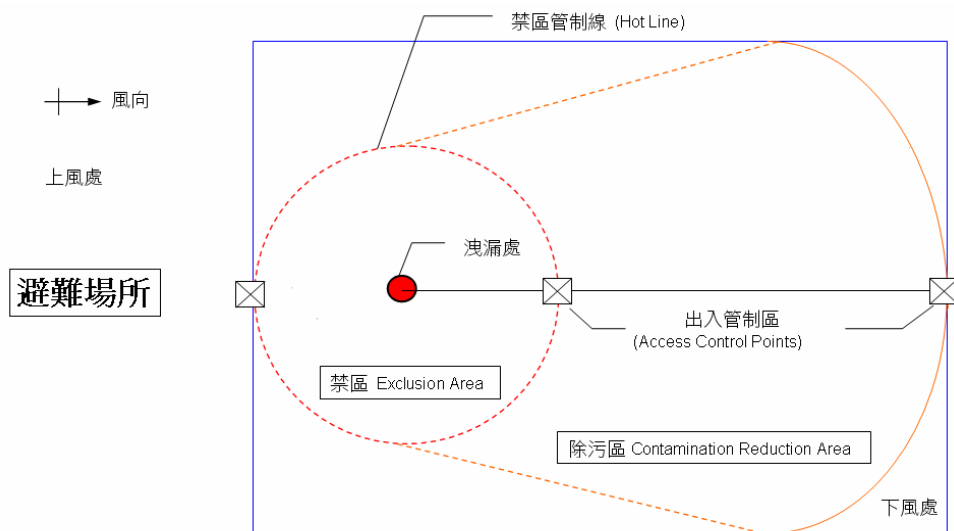 禁區管制線 (Hot Line)
風向
上風處
洩漏處
避難場所
出入管制區
(Access Control Points)
禁區 Exclusion Area
除污區 Contamination Reduction Area
下風處